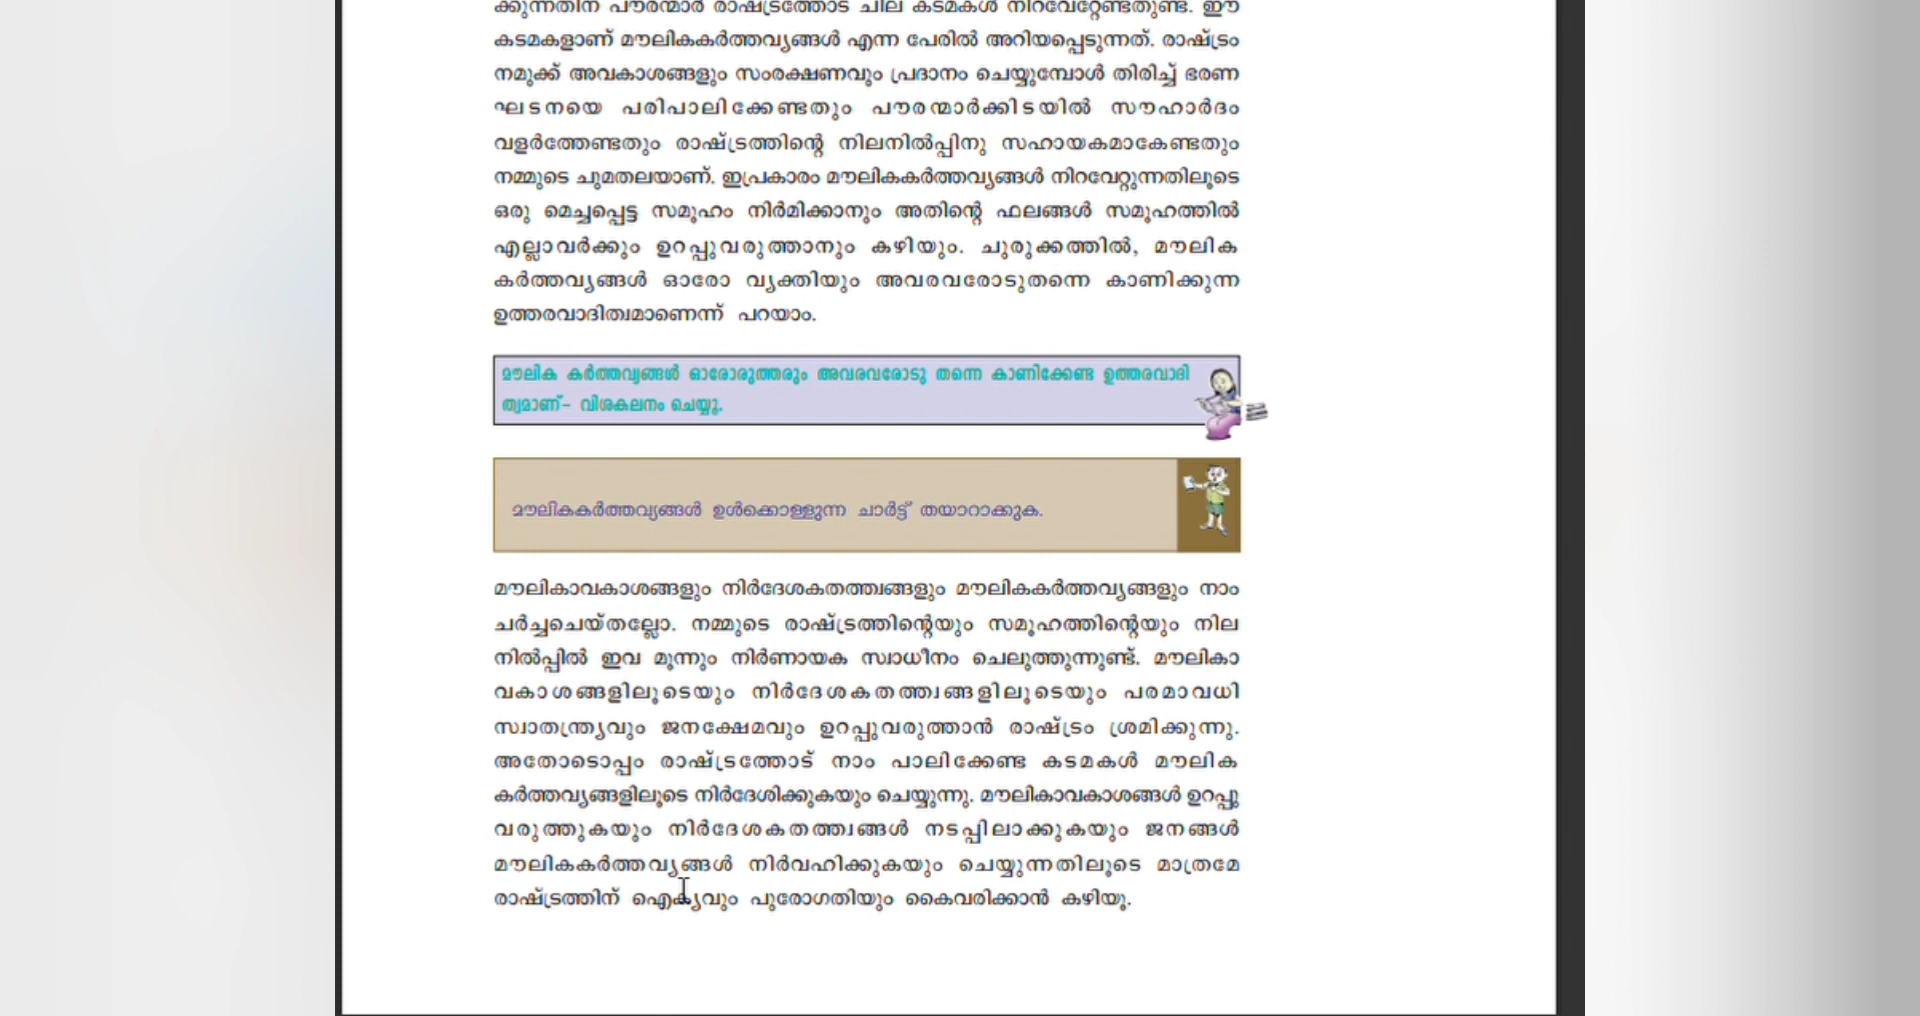 ക്കുന്നതിന് പൗരന്മാർ രാഷ്ട്രത്തോട് ചില കടമകൾ നിറവേറ്റേണ്ടതുണ്ട്. ഈ
കടമകളാണ് മൗലികകർത്തവ്യങ്ങൾ എന്ന പേരിൽ അറിയപ്പെടുന്നത്. രാഷ്ട്രം
നമുക്ക് അവകാശങ്ങളും സംരക്ഷണവും പ്രദാനം ചെയ്യുമ്പോൾ തിരിച്ച് ഭരണ
ഘടനയെ പരിപാലിക്കേണ്ടതും പൗരന്മാർക്കിടയിൽ സൗഹാർദം
വളർത്തേണ്ടതും രാഷ്ട്രത്തിന്റെ നിലനിൽപ്പിനു സഹായകമാകേണ്ടതും
നമ്മുടെ ചുമതലയാണ്. ഇപ്രകാരം മൗലികകർത്തവ്യങ്ങൾ നിറവേറ്റുന്നതിലൂടെ
ഒരു മെച്ചപ്പെട്ട സമൂഹം നിർമിക്കാനും അതിന്റെ ഫലങ്ങൾ സമൂഹത്തിൽ
എല്ലാവർക്കും ഉറപ്പുവരുത്താനും കഴിയും. ചുരുക്കത്തിൽ, മൗലിക
കർത്തവ്യങ്ങൾ ഓരോ വ്യക്തിയും അവരവരോടുതന്നെ കാണിക്കുന്ന
ഉത്തരവാദിത്വമാണെന്ന് പറയാം.
മൗലിക കർത്തവ്യങ്ങൾ ഓരോരുത്തരും അവരവരോടു തന്നെ കാണിക്കേണ്ട ഉത്തരവാദി
ത്വമാണ്- വിശകലനം ചെയ്യൂ.
മൗലികകർത്തവ്യങ്ങൾ ഉൾക്കൊള്ളുന്ന ചാർട്ട് തയാറാക്കുക.
മൗലികാവകാശങ്ങളും നിർദേശകതത്ത്വങ്ങളും മൗലികകർത്തവ്യങ്ങളും നാം
ചർച്ചചെയ്തല്ലോ. നമ്മുടെ രാഷ്ട്രത്തിന്റെയും സമൂഹത്തിന്റെയും നില
നിൽപ്പിൽ ഇവ മൂന്നും നിർണായക സ്വാധീനം ചെലുത്തുന്നുണ്ട്. മൗലികാ
വകാശങ്ങളിലൂടെയും നിർദേശകതത്ത്വങ്ങളിലൂടെയും പരമാവധി
സ്വാതന്ത്ര്യവും ജനക്ഷേമവും ഉറപ്പുവരുത്താൻ രാഷ്ട്രം ശ്രമിക്കുന്നു.
അതോടൊപ്പം രാഷ്ട്രത്തോട് നാം പാലിക്കേണ്ട കടമകൾ മൗലിക
കർത്തവ്യങ്ങളിലൂടെ നിർദേശിക്കുകയും ചെയ്യുന്നു. മൗലികാവകാശങ്ങൾ ഉറപ്പു
വരുത്തുകയും നിർദേശകതത്ത്വങ്ങൾ നടപ്പിലാക്കുകയും ജനങ്ങൾ
മൗലികകർത്തവ്യങ്ങൾ നിർവഹിക്കുകയും ചെയ്യുന്നതിലൂടെ മാത്രമേ
രാഷ്ട്രത്തിന് ഐക്യവും പുരോഗതിയും കൈവരിക്കാൻ കഴിയൂ.